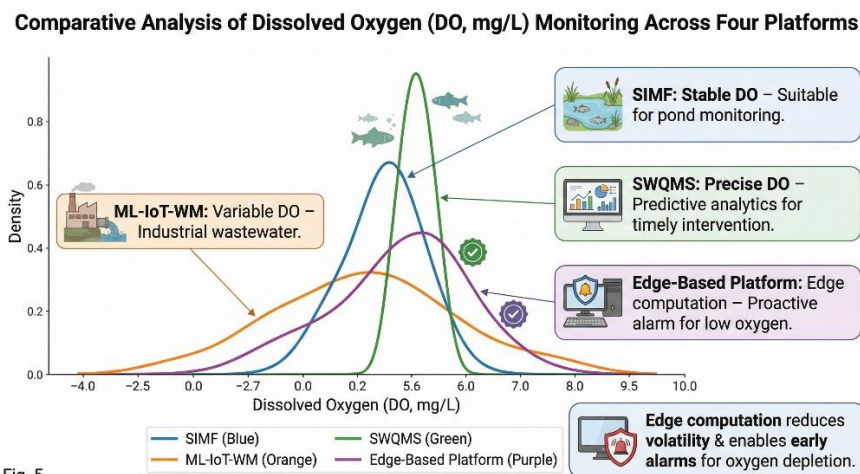 Comparative Analysis of Dissolved Oxygen (DO, mg/L) Monitoring Across Four Platforms
SIMF: Stable DO – Suitable
for pond monitoring.
SWQMS: Precise DO –
Predictive analytics for
timely intervention.
ML-IoT-WM: Variable DO –
Industrial wastewater.
Edge-Based Platform: Edge
computation – Proactive
alarm for low oxygen.
Density
0.8
0.6
0.4
0.2
0.0
−4.0 −2.5 0.0 −2.7 0.0 0.2 5.6 6.0 7.0 8.0 9.5 10.0
Dissolved Oxygen (DO, mg/L)
SIMF (Blue)
ML-IoT-WM (Orange)
SWQMS (Green)
Edge-Based Platform (Purple)
Edge computation reduces
volatility & enables early
alarms for oxygen depletion.